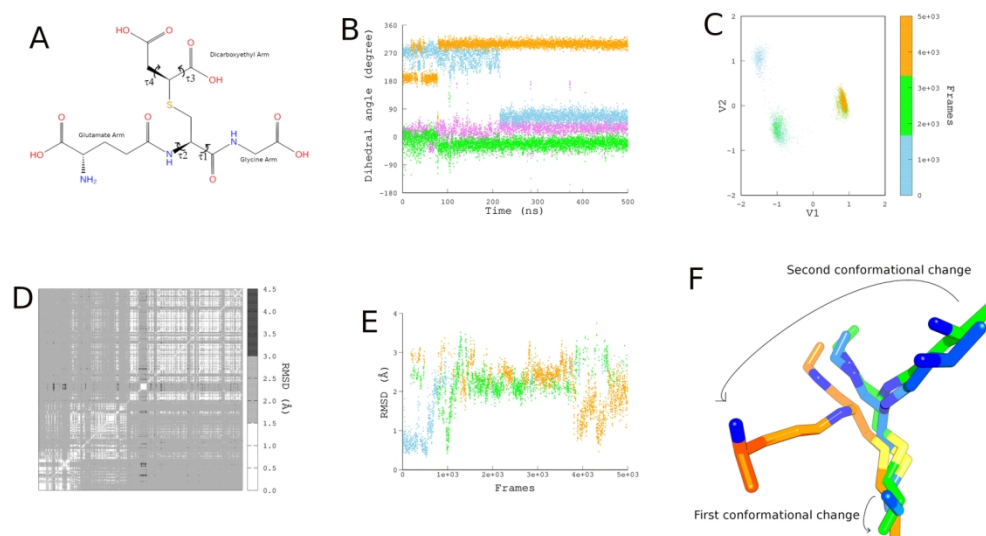 A
HO
O
Dicarboxyethyl Arm
O
τ4
τ3
OH
S
O
Glutamate Arm
O
HO
NH₂
N
H
τ2
τ1
O
H
N
Glycine Arm
O
OH
B
Dihedral angle (degree)
360
270
180
90
0
-90
-180
0
100
200
300
400
500
Time (ns)
C
V2
2
1
0
-1
-2
-2
-1
0
1
2
V1
5e+03
4e+03
3e+03
2e+03
1e+03
0
Frames
D
4.5
4.0
3.5
3.0
2.5
2.0
1.5
1.0
0.5
0.0
RMSD (Å)
E
RMSD (Å)
4
3
2
1
0
1e+03
2e+03
3e+03
4e+03
5e+03
Frames
F
Second conformational change
First conformational change